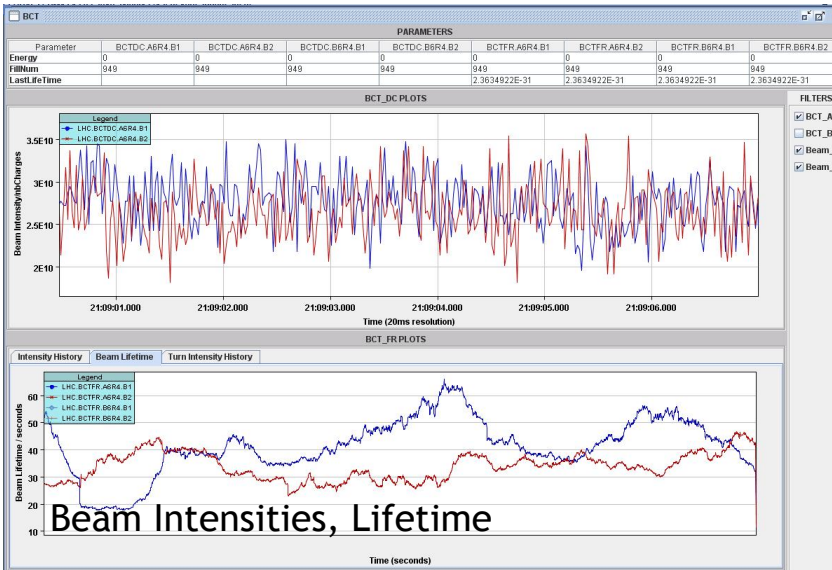 BCT
PARAMETERS
Parameter BCTDC.A6R4.B1 BCTDC.A6R4.B2 BCTDC.B6R4.B1 BCTDC.B6R4.B2 BCTFR.A6R4.B1 BCTFR.A6R4.B2 BCTFR.B6R4.B1 BCTFR.B6R4.B2
Energy 0 0 0 0 0 0 0 0
FillNum 949 949 949 949 949 949 949 949
LastLifeTime 2.3634922E-31 2.3634922E-31 2.3634922E-31 2.3634922E-31
BCT_DC PLOTS
FILTERS
Legend
LHC.BCTDC.A6R4.B1
LHC.BCTDC.A6R4.B2
BCT_A
BCT_B
Beam_
Beam_
Beam Intensity/nbCharges
3.5E10
3E10
2.5E10
2E10
21:09:01.000 21:09:02.000 21:09:03.000 21:09:04.000 21:09:05.000 21:09:06.000
Time (20ms resolution)
BCT_FR PLOTS
Intensity History Beam Lifetime Turn Intensity History
Legend
LHC.BCTFR.A6R4.B1
LHC.BCTFR.A6R4.B2
LHC.BCTFR.B6R4.B1
LHC.BCTFR.B6R4.B2
Beam Lifetime / seconds
60
50
40
30
20
10
Beam Intensities, Lifetime
Time (seconds)